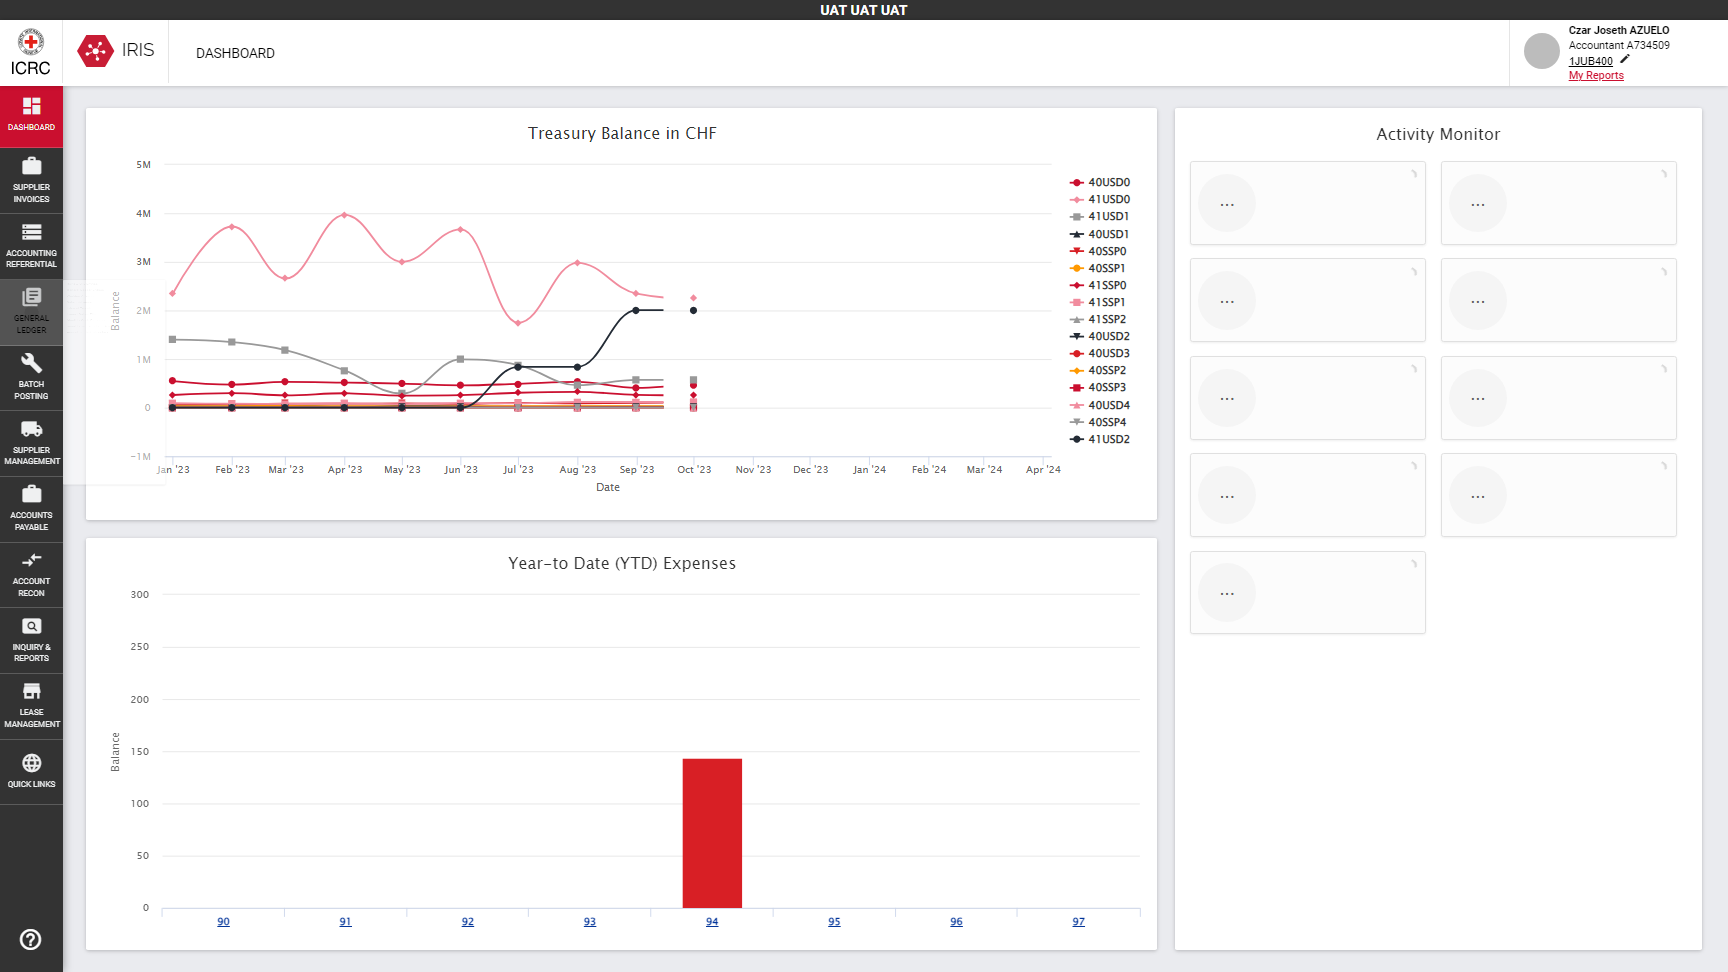 UAT UAT UAT
ICRC
IRIS
DASHBOARD
Czar Joseth AZUELO
Accountant A734509
1JUB400
My Reports
DASHBOARD
SUPPLIER
INVOICES
ACCOUNTING
REFERENTIAL
GENERAL
LEDGER
BATCH
POSTING
SUPPLIER
MANAGEMENT
ACCOUNTS
PAYABLE
ACCOUNT
RECON
INQUIRY &
REPORTS
LEASE
MANAGEMENT
QUICK LINKS
Treasury Balance in CHF
5M
4M
3M
2M
1M
0
−1M
Balance
Jan '23 Feb '23 Mar '23 Apr '23 May '23 Jun '23 Jul '23 Aug '23 Sep '23 Oct '23 Nov '23 Dec '23 Jan '24 Feb '24 Mar '24 Apr '24
Date
40USD0
41USD0
41USD1
40USD1
40SSP0
40SSP1
41SSP0
41SSP1
41SSP2
40USD2
40USD3
40SSP2
40SSP3
40USD4
40SSP4
41USD2
Year-to Date (YTD) Expenses
300
250
200
150
100
50
0
Balance
90 91 92 93 94 95 96 97
Activity Monitor
... ...
... ...
... ...
... ...
...